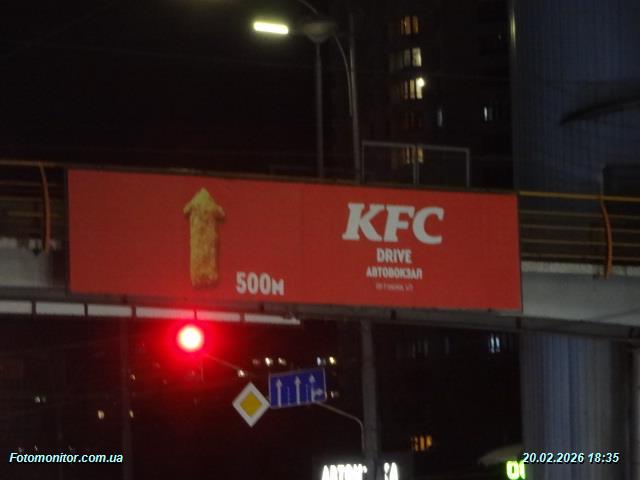 KFC
DRIVE
АВТОВОКЗАЛ
500м
Fotomonitor.com.ua
20.02.2026 18:35